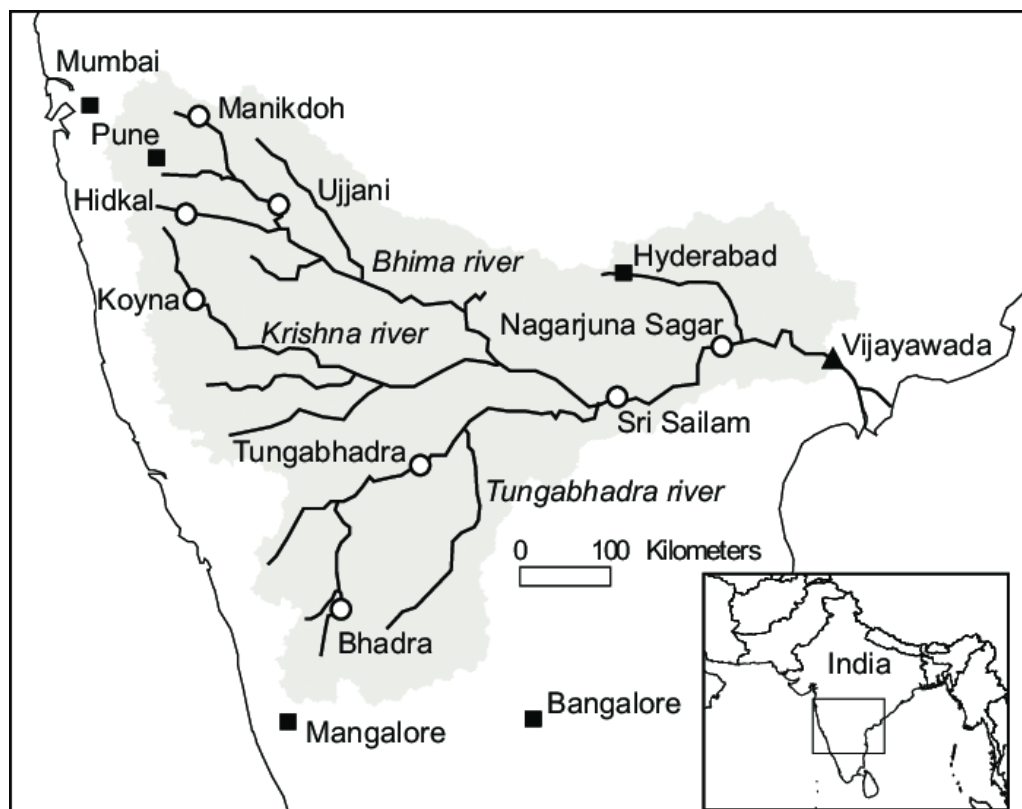 Mumbai
Manikdoh
Pune
Ujjani
Hidkal
Bhima river
Hyderabad
Koyna
Krishna river
Nagarjuna Sagar
Vijayawada
Sri Sailam
Tungabhadra
Tungabhadra river
0 100 Kilometers
Bhadra
India
Bangalore
Mangalore